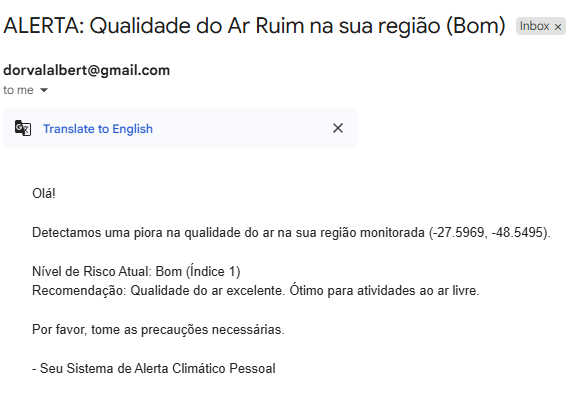 ALERTA: Qualidade do Ar Ruim na sua região (Bom) Inbox ×
dorvalalbert@gmail.com
to me
Translate to English
Olá!
Detectamos uma piora na qualidade do ar na sua região monitorada (-27.5969, -48.5495).
Nível de Risco Atual: Bom (Índice 1)
Recomendação: Qualidade do ar excelente. Ótimo para atividades ao ar livre.
Por favor, tome as precauções necessárias.
- Seu Sistema de Alerta Climático Pessoal